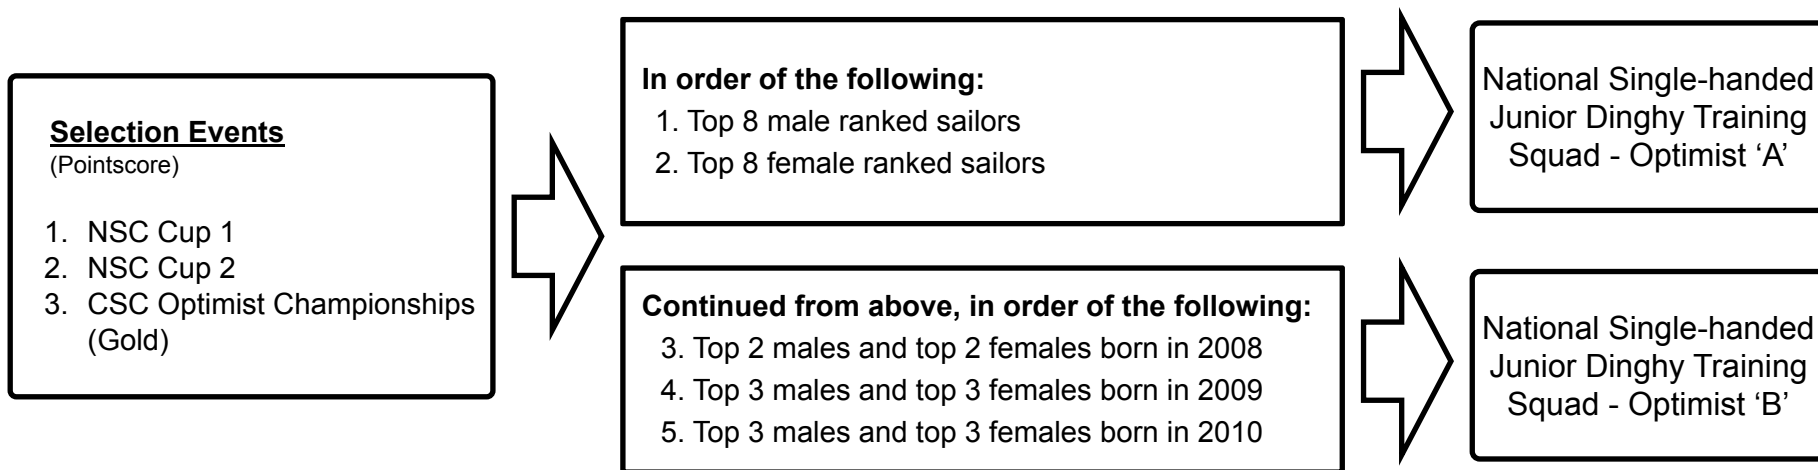 Selection Events
(Pointscore)
1. NSC Cup 1
2. NSC Cup 2
3. CSC Optimist Championships
(Gold)
In order of the following:
1. Top 8 male ranked sailors
2. Top 8 female ranked sailors
National Single-handed
Junior Dinghy Training
Squad - Optimist ‘A’
Continued from above, in order of the following:
3. Top 2 males and top 2 females born in 2008
4. Top 3 males and top 3 females born in 2009
5. Top 3 males and top 3 females born in 2010
National Single-handed
Junior Dinghy Training
Squad - Optimist ‘B’